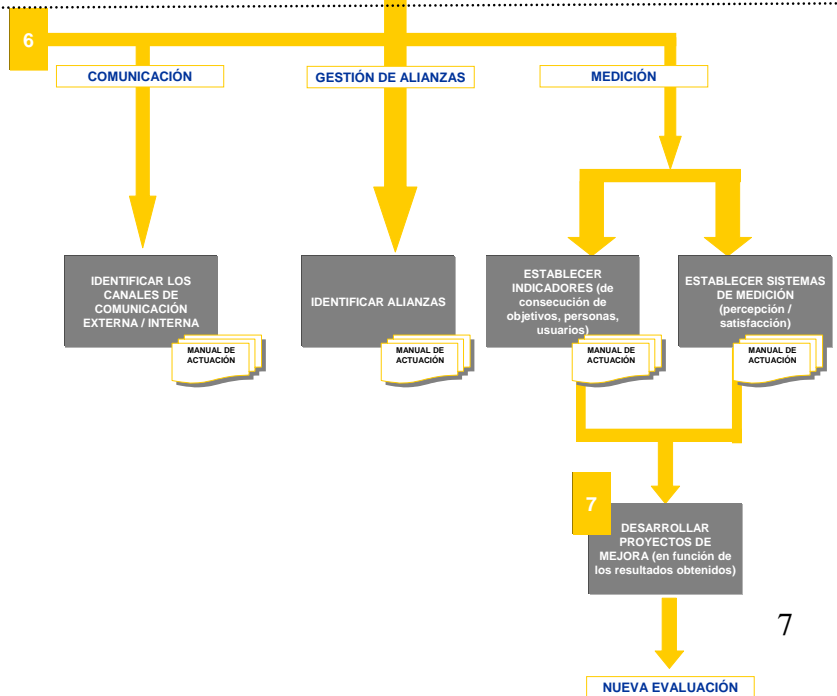 6
COMUNICACIÓN
GESTIÓN DE ALIANZAS
MEDICIÓN
IDENTIFICAR LOS
CANALES DE
COMUNICACIÓN
EXTERNA / INTERNA
MANUAL DE
ACTUACIÓN
IDENTIFICAR ALIANZAS
MANUAL DE
ACTUACIÓN
ESTABLECER
INDICADORES (de
consecución de
objetivos, personas,
usuarios)
MANUAL DE
ACTUACIÓN
ESTABLECER SISTEMAS
DE MEDICIÓN
(percepción /
satisfacción)
MANUAL DE
ACTUACIÓN
7
DESARROLLAR
PROYECTOS DE
MEJORA (en función de
los resultados obtenidos)
7
NUEVA EVALUACIÓN